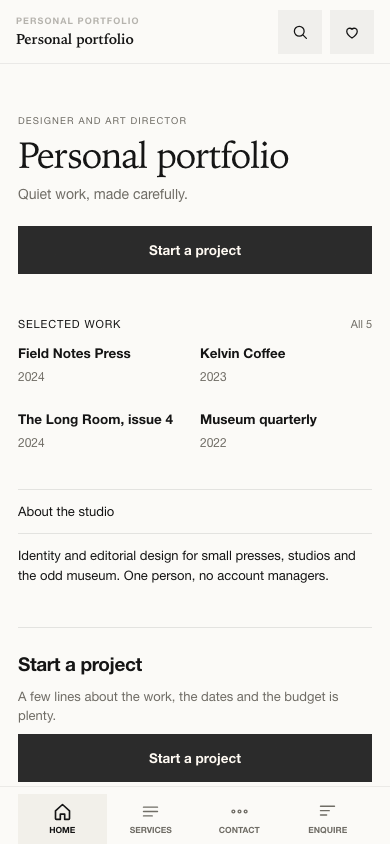 PERSONAL PORTFOLIO
Personal portfolio
DESIGNER AND ART DIRECTOR
Personal portfolio
Quiet work, made carefully.
Start a project
SELECTED WORK
All 5
Field Notes Press
2024
Kelvin Coffee
2023
The Long Room, issue 4
2024
Museum quarterly
2022
About the studio
Identity and editorial design for small presses, studios and
the odd museum. One person, no account managers.
Start a project
A few lines about the work, the dates and the budget is
plenty.
Start a project
HOME
SERVICES
CONTACT
ENQUIRE